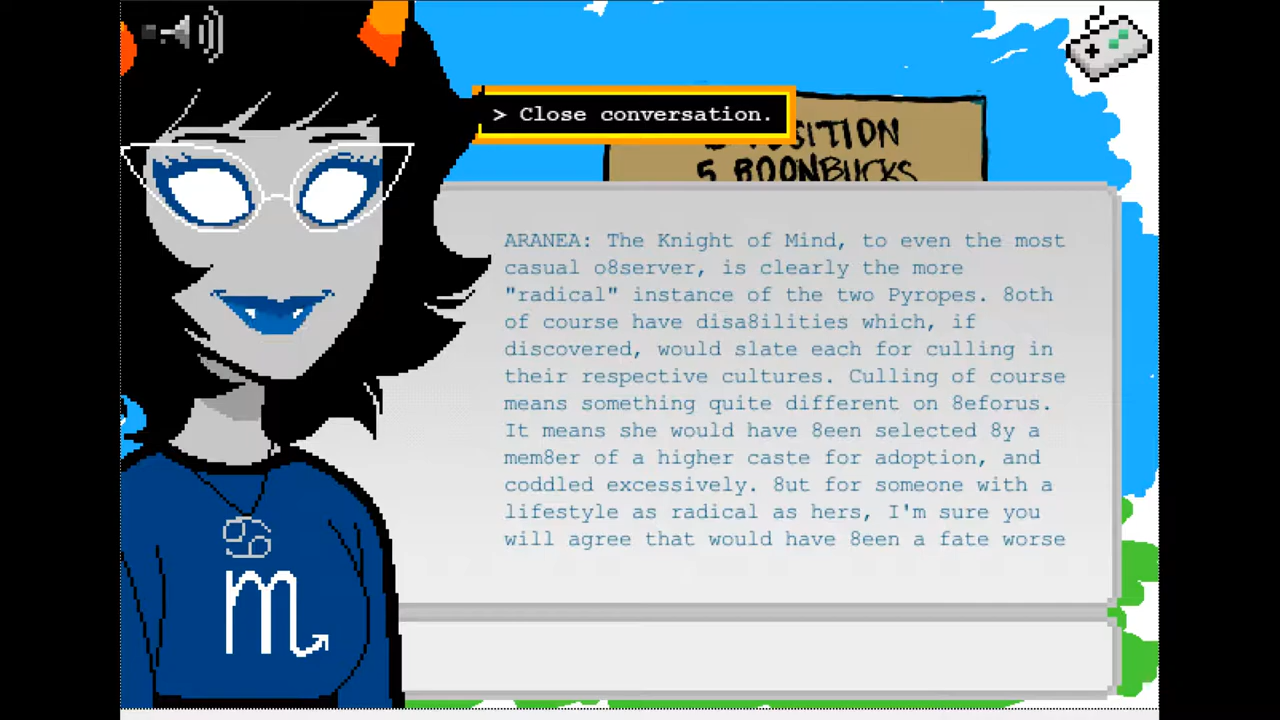 > Close conversation.
5 BOONBUCKS
ARANEA: The Knight of Mind, to even the most
casual o8server, is clearly the more
"radical" instance of the two Pyropes. 8oth
of course have disa8ilities which, if
discovered, would slate each for culling in
their respective cultures. Culling of course
means something quite different on 8eforus.
It means she would have 8een selected 8y a
mem8er of a higher caste for adoption, and
coddled excessively. 8ut for someone with a
lifestyle as radical as hers, I'm sure you
will agree that would have 8een a fate worse